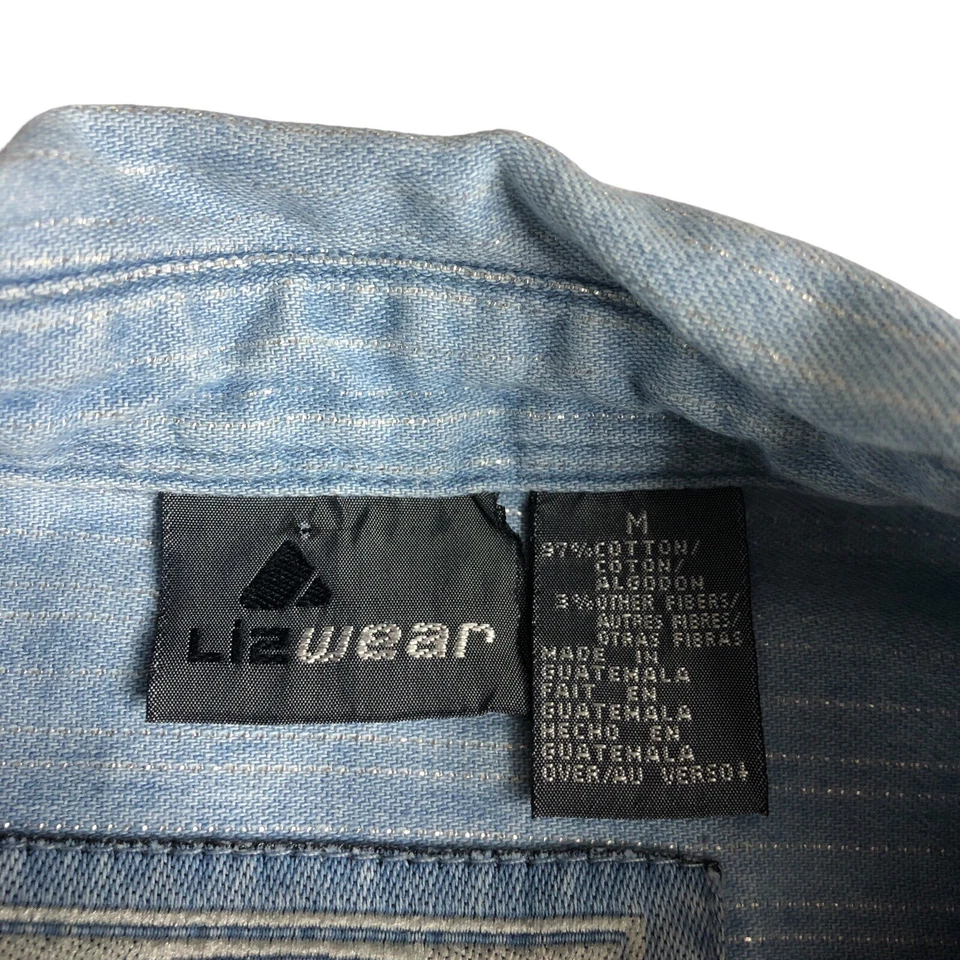 Lizwear
M
97% COTTON/
COTON/
ALGODON
3% OTHER FIBERS/
AUTRES FIBRES/
OTRAS FIBRAS
MADE IN
GUATEMALA
FAIT EN
GUATEMALA
HECHO EN
GUATEMALA
OVER/AU VERSO↓